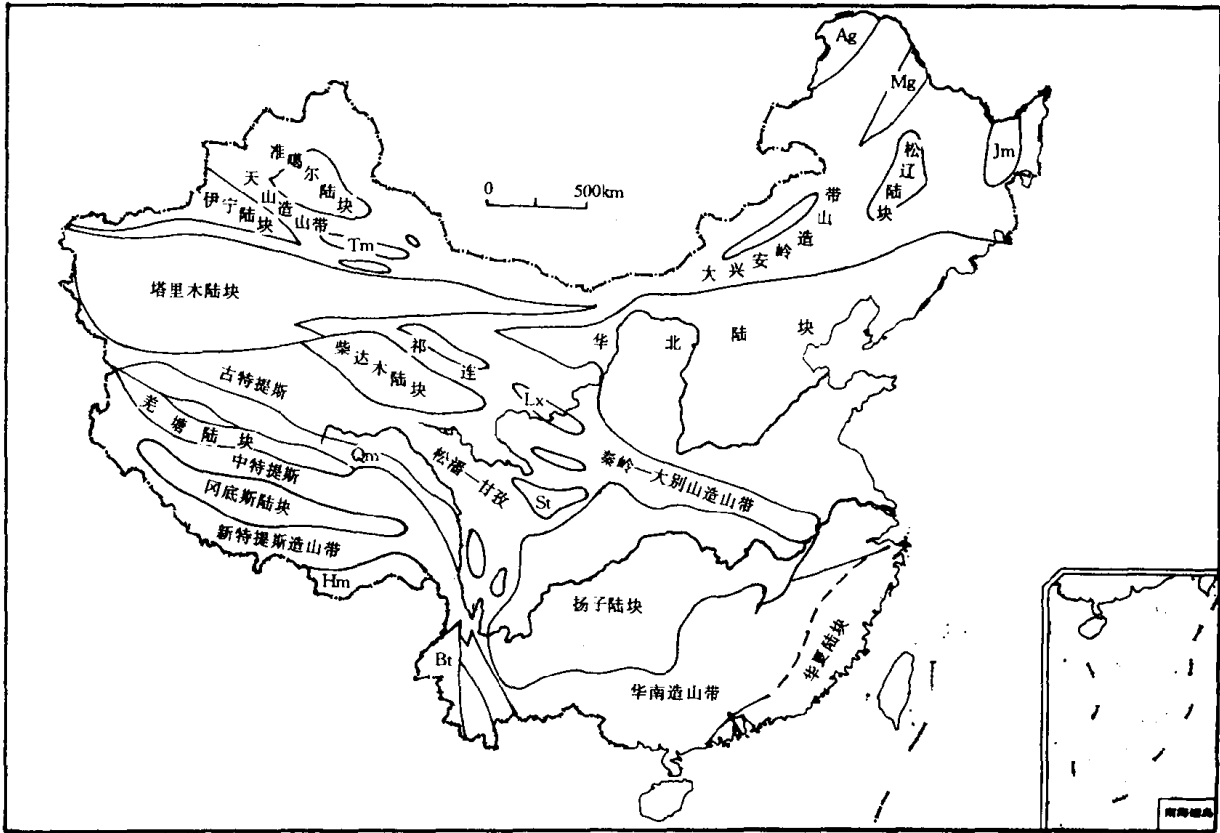 Ag
Mg
Jm
松辽陆块
准噶尔陆块
天山造山带
伊宁陆块
0 500km
Tm
大兴安岭造山带
塔里木陆块
华北陆块
祁连
柴达木陆块
古特提斯
Lx
羌塘陆块
Qm
松潘—甘孜
中特提斯
秦岭—大别山造山带
冈底斯陆块
St
新特提斯造山带
Hm
扬子陆块
华夏陆块
Bt
华南造山带
南海诸岛